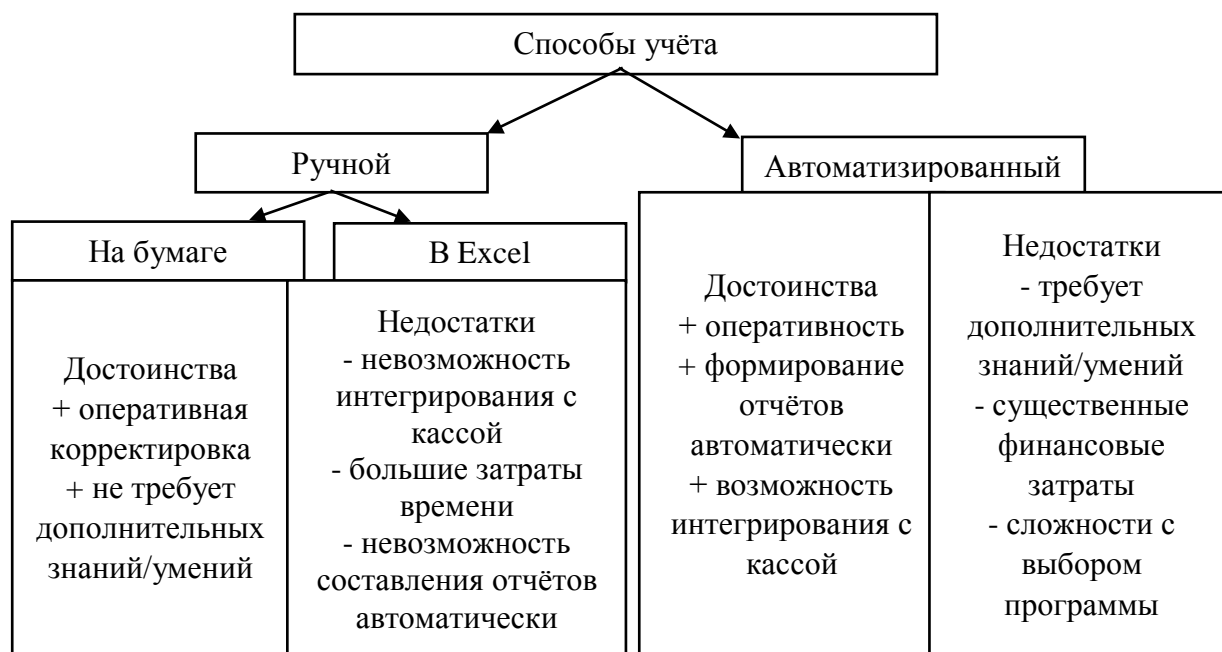 Способы учёта
Ручной
Автоматизированный
На бумаге
В Excel
Достоинства
+ оперативная
корректировка
+ не требует
дополнительных
знаний/умений
Недостатки
- невозможность
интегрирования с
кассой
- большие затраты
времени
- невозможность
составления отчётов
автоматически
Достоинства
+ оперативность
+ формирование
отчётов
автоматически
+ возможность
интегрирования с
кассой
Недостатки
- требует
дополнительных
знаний/умений
- существенные
финансовые
затраты
- сложности с
выбором
программы